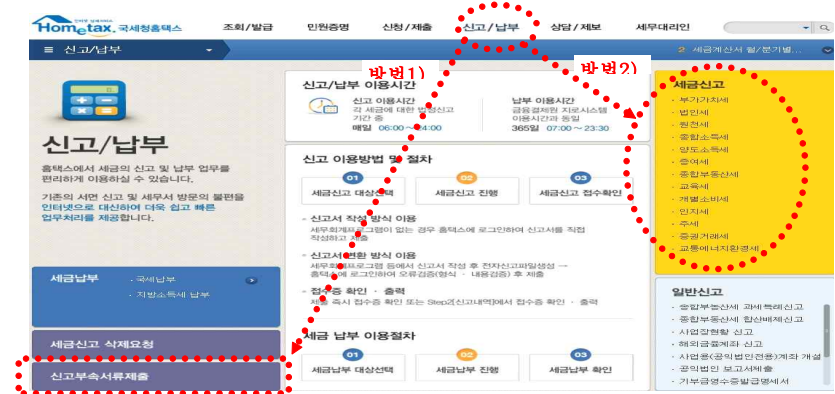 Hometax. 국세청홈택스
조회/발급 민원증명 신청/제출 신고/납부 상담/제보 세무대리인
≡ 신고/납부
2 세금계산서 월/분기별...
방법1)
방법2)
신고/납부
홈택스에서 세금의 신고 및 납부 업무를
편리하게 이용하실 수 있습니다.
기존의 서면 신고 및 세무서 방문의 불편을
인터넷으로 대신하여 더욱 쉽고 빠른
업무처리를 제공합니다.
세금납부
· 국세납부
· 지방소득세 납부
세금신고 삭제요청
신고부속서류제출
신고/납부 이용시간
신고 이용시간
각 세금에 대한 법정신고
기간 중
매일 06:00~24:00
납부 이용시간
금융결제원 지로시스템
이용시간과 동일
365일 07:00 ~ 23:30
신고 이용방법 및 절차
01 02 03
세금신고 대상선택 세금신고 진행 세금신고 접수확인
- 신고서 작성 방식 이용
세무회계프로그램이 없는 경우 홈택스에 로그인하여 신고서를 직접
작성하고 제출
- 신고서 변환 방식 이용
세무회계프로그램 등에서 신고서 작성 후 전자신고파일생성 →
홈택스에 로그인하여 오류검증(형식 · 내용검증) 후 제출
- 접수증 확인 · 출력
제출 즉시 접수증 확인 또는 Step2[신고내역]에서 접수증 확인 · 출력
세금 납부 이용절차
01 02 03
세금납부 대상선택 세금납부 진행 세금납부 확인
세금신고
· 부가가치세
· 법인세
· 원천세
· 종합소득세
· 양도소득세
· 증여세
· 종합부동산세
· 교육세
· 개별소비세
· 인지세
· 주세
· 증권거래세
· 교통에너지환경세
일반신고
· 종합부동산세 과세특례신고
· 종합부동산세 합산배제신고
· 사업장현황 신고
· 해외금융계좌 신고
· 사업용(공익법인전용)계좌 개설
· 공익법인 보고서제출
· 기부금영수증발급명세서